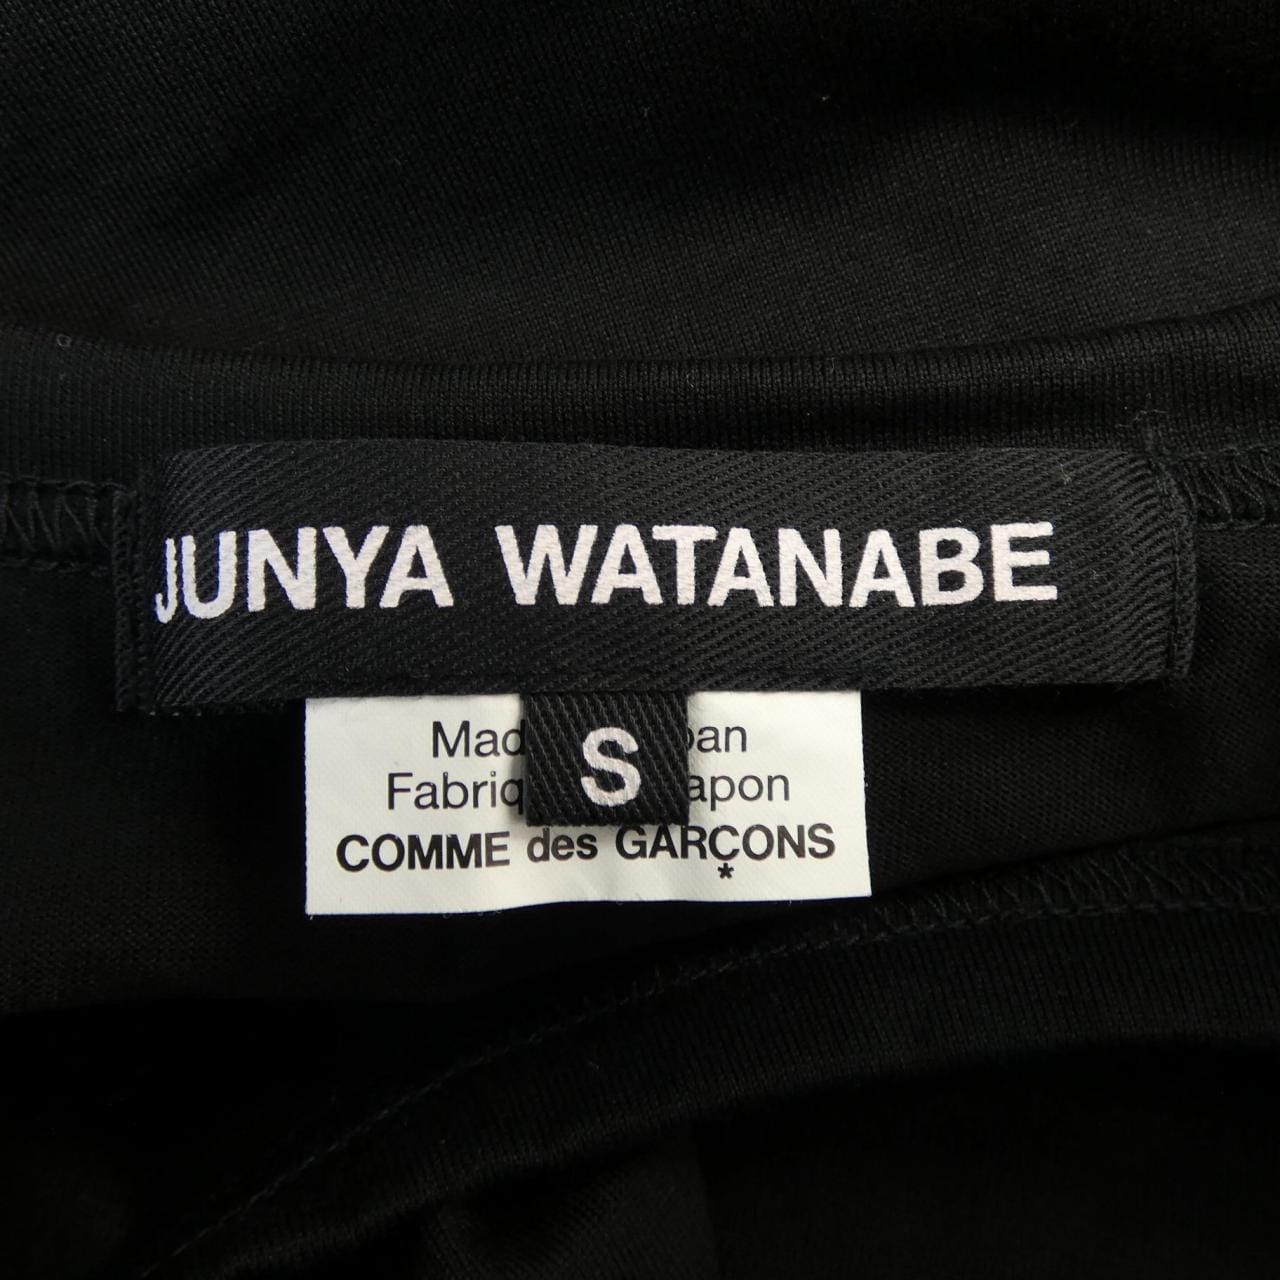 JUNYA WATANABE
S
Mad pan
Fabriq apon
COMME des GARÇONS
*